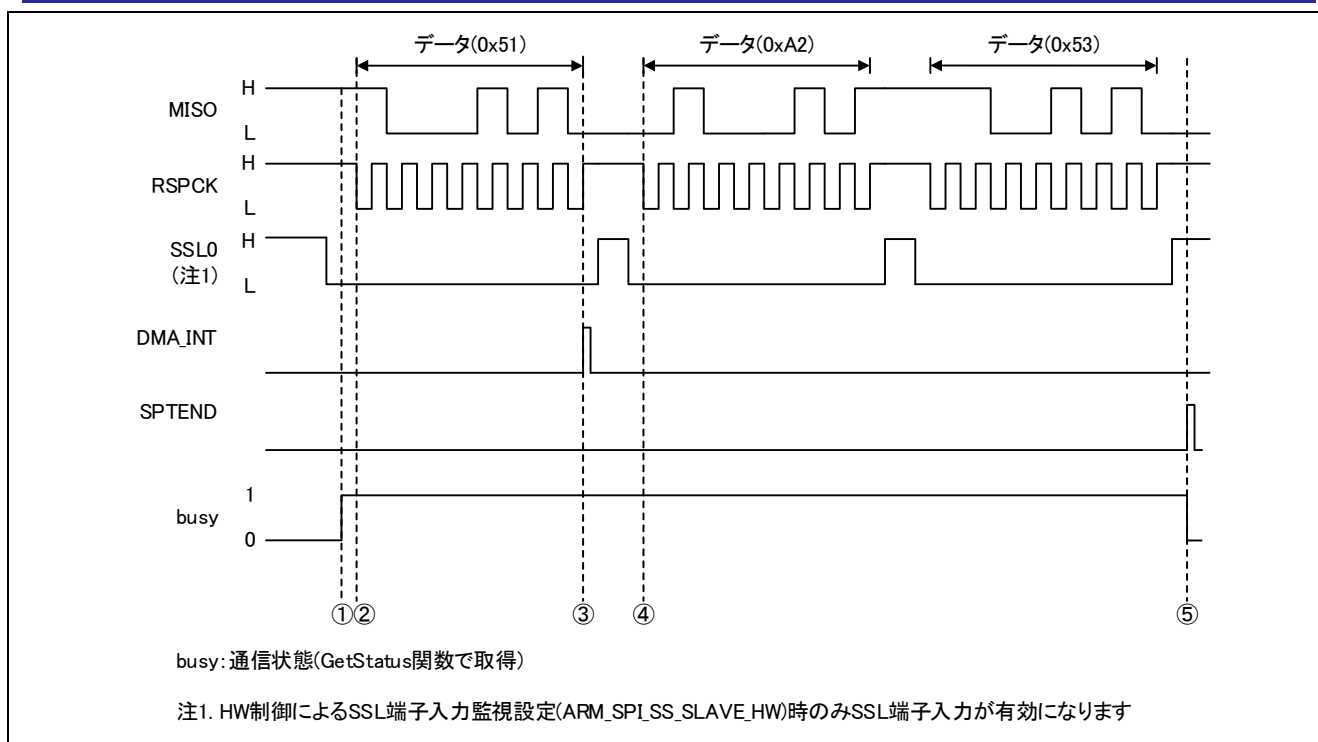 データ(0x51) データ(0xA2) データ(0x53)
H
MISO
L
H
RSPCK
L
H
SSL0
(注1)
L
DMA_INT
SPTEND
1
busy
0
①② ③ ④ ⑤
busy:通信状態(GetStatus関数で取得)
注1. HW制御によるSSL端子入力監視設定(ARM_SPI_SS_SLAVE_HW)時のみSSL端子入力が有効になります